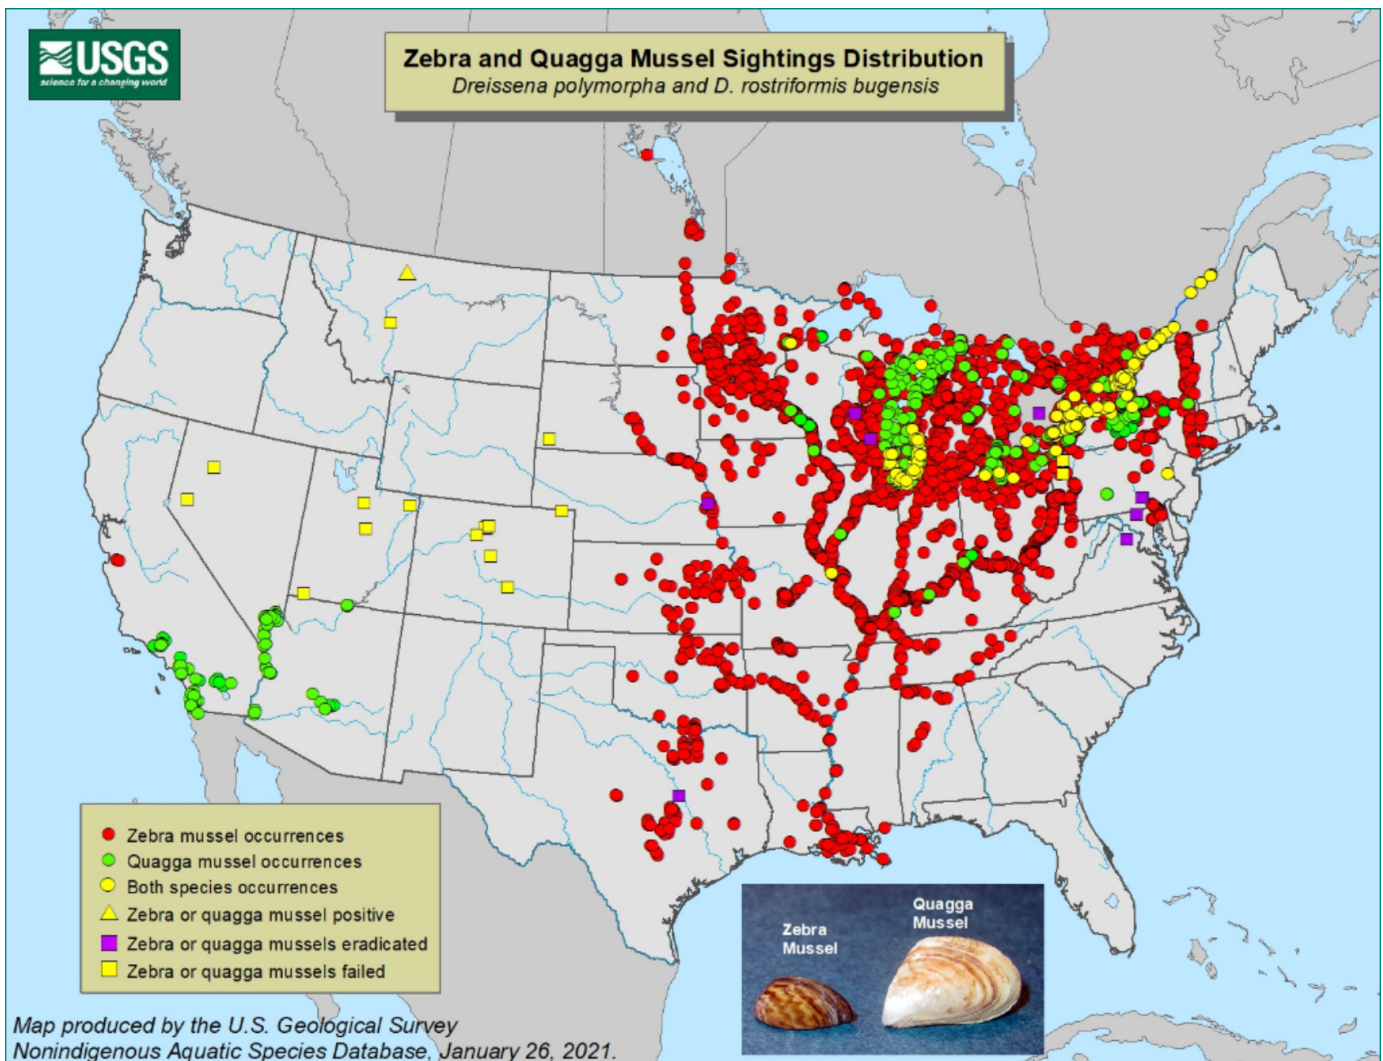 USGS
science for a changing world
Zebra and Quagga Mussel Sightings Distribution
Dreissena polymorpha and D. rostriformis bugensis
Zebra mussel occurrences
Quagga mussel occurrences
Both species occurrences
Zebra or quagga mussel positive
Zebra or quagga mussels eradicated
Zebra or quagga mussels failed
Zebra
Mussel
Quagga
Mussel
Map produced by the U.S. Geological Survey
Nonindigenous Aquatic Species Database, January 26, 2021.